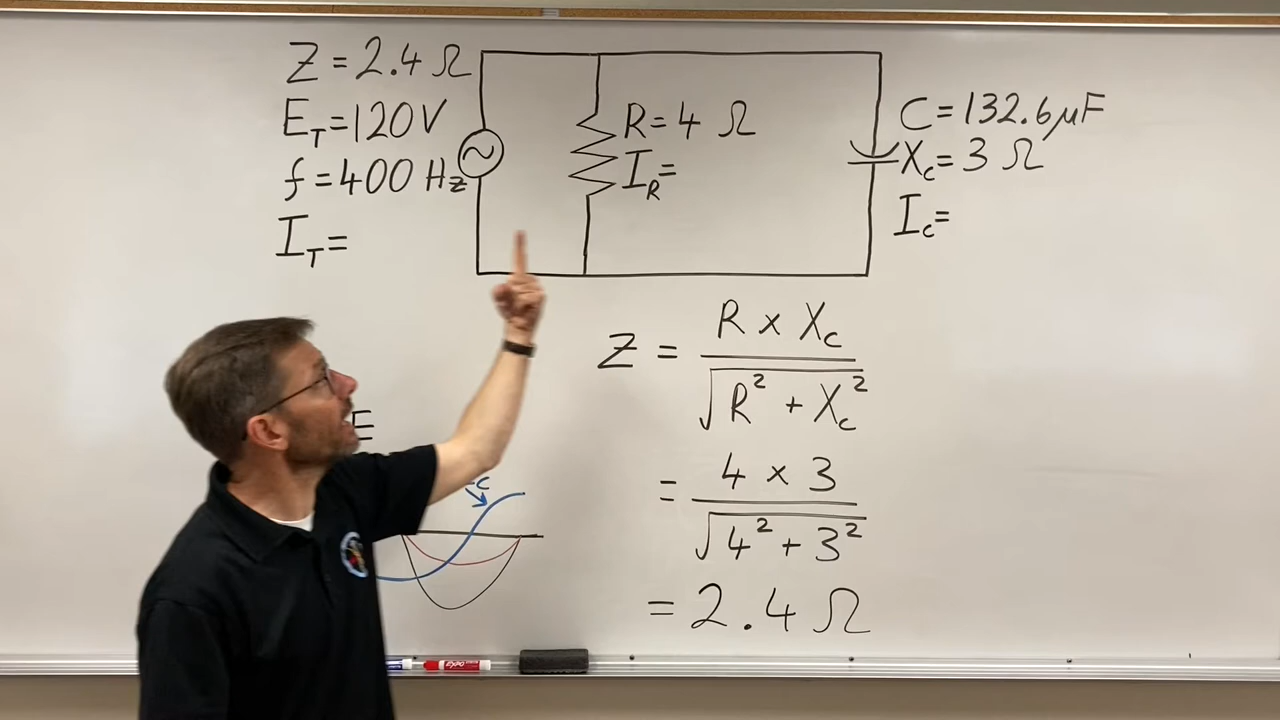 Z = 2.4 Ω
E_T = 120 V
f = 400 Hz
I_T =
R = 4 Ω
I_R =
C = 132.6 μF
X_C = 3 Ω
I_C =
Z = R x X_C / √(R² + X_C²)
= 4 x 3 / √(4² + 3²)
= 2.4 Ω
E
C
EXPO